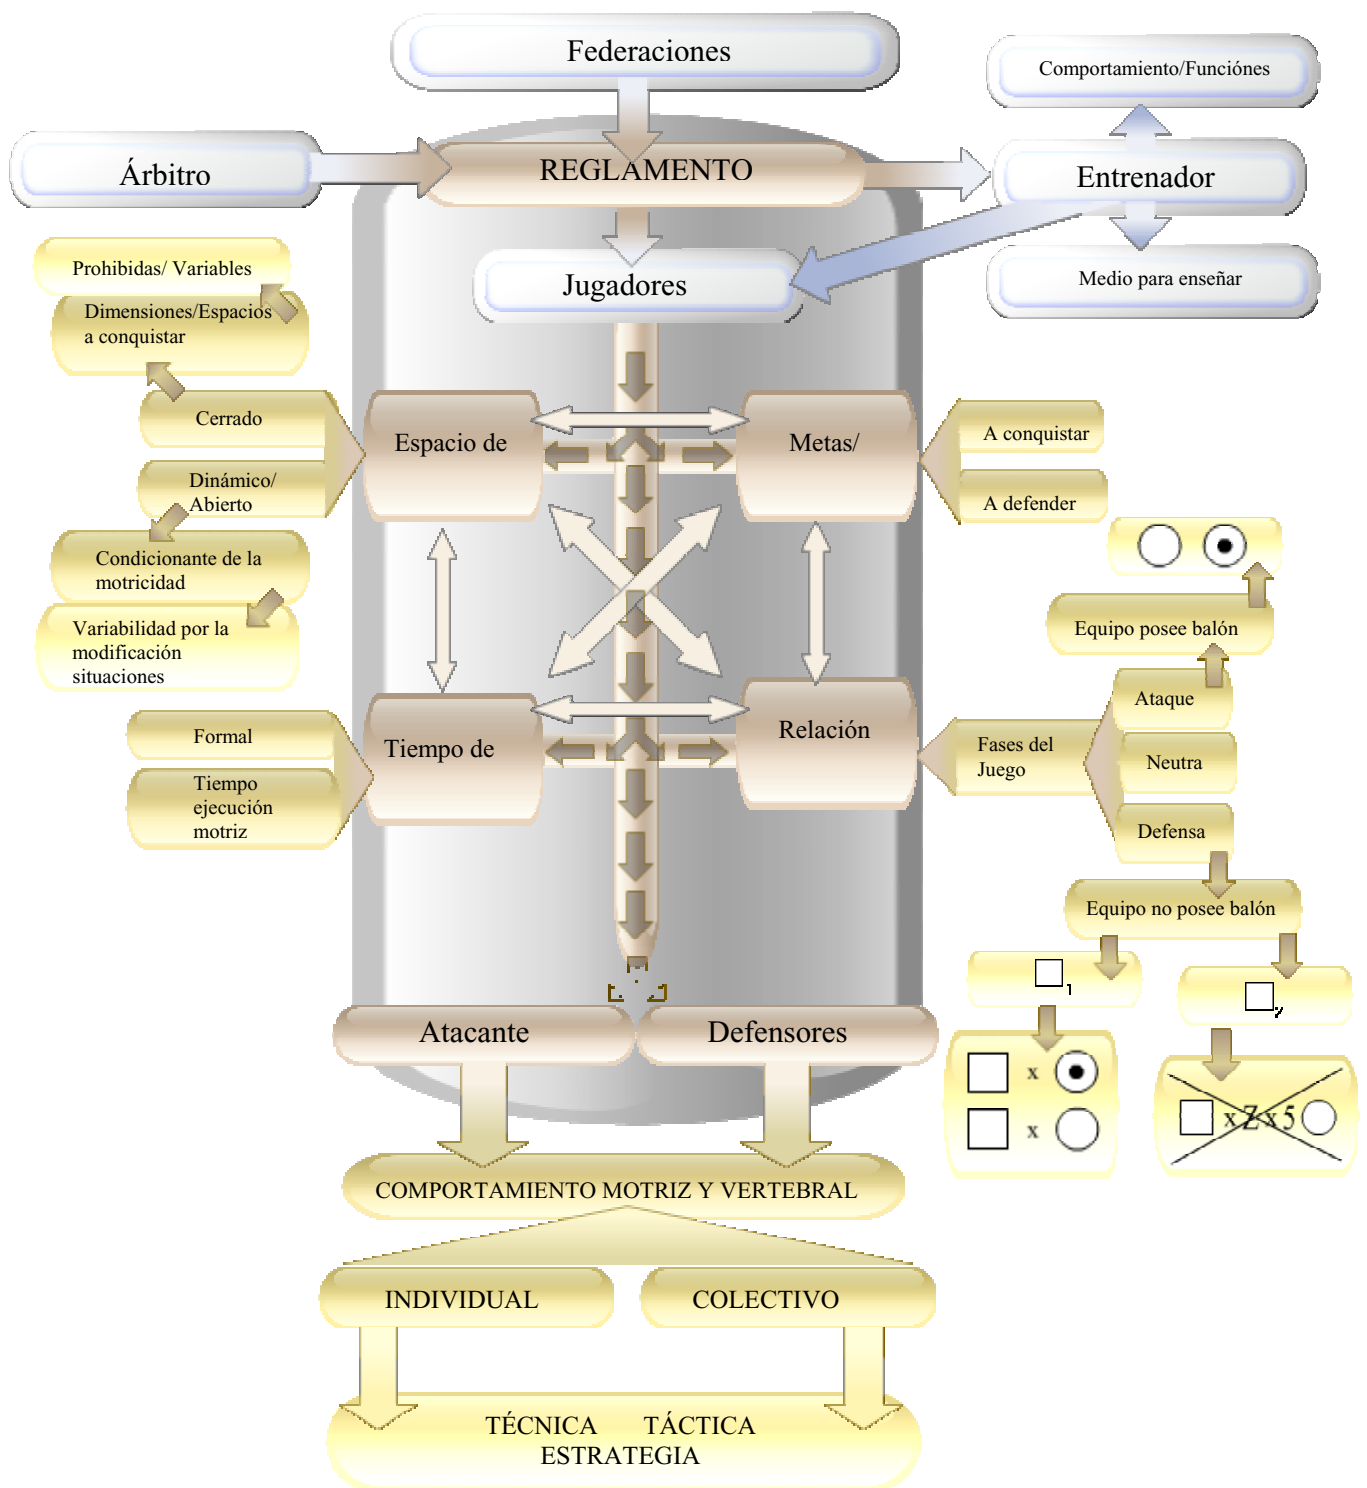 Federaciones
Comportamiento/Funciónes
Árbitro
REGLAMENTO
Entrenador
Prohibidas/ Variables
Jugadores
Medio para enseñar
Dimensiones/Espacios
a conquistar
Cerrado
Espacio de
Metas/
A conquistar
Dinámico/
Abierto
A defender
Condicionante de la
motricidad
Variabilidad por la
modificación
situaciones
Equipo posee balón
Formal
Tiempo de
Relación
Fases del
Juego
Ataque
Neutra
Defensa
Tiempo
ejecución
motriz
Equipo no posee balón
1
Atacante
Defensores
x
x
x Z x 5
COMPORTAMIENTO MOTRIZ Y VERTEBRAL
INDIVIDUAL
COLECTIVO
TÉCNICA TÁCTICA
ESTRATEGIA